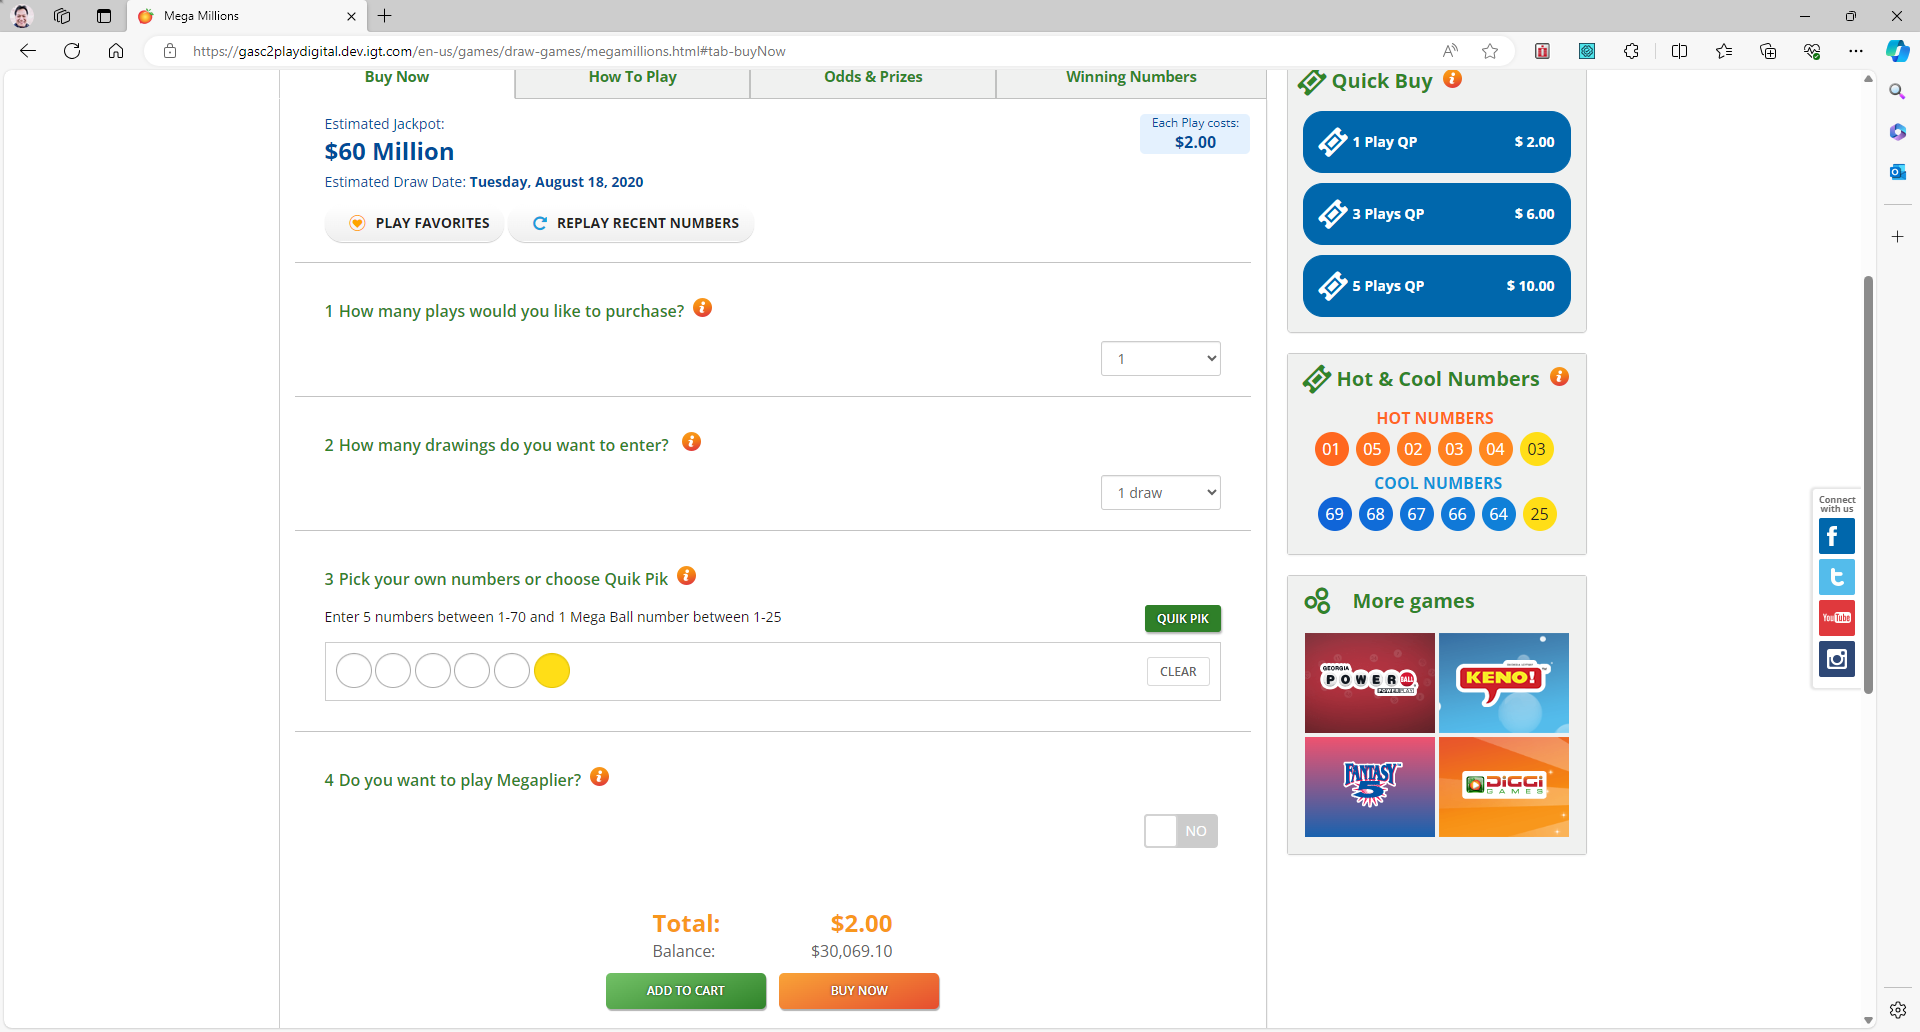 Mega Millions
https://gasc2playdigital.dev.igt.com/en-us/games/draw-games/megamillions.html#tab-buyNow
Buy Now
How To Play
Odds & Prizes
Winning Numbers
Estimated Jackpot:
$60 Million
Estimated Draw Date: Tuesday, August 18, 2020
Each Play costs:
$2.00
PLAY FAVORITES
REPLAY RECENT NUMBERS
1 How many plays would you like to purchase?
1
2 How many drawings do you want to enter?
1 draw
3 Pick your own numbers or choose Quik Pik
Enter 5 numbers between 1-70 and 1 Mega Ball number between 1-25
QUIK PIK
CLEAR
4 Do you want to play Megaplier?
NO
Total: $2.00
Balance: $30,069.10
ADD TO CART
BUY NOW
Quick Buy
1 Play QP $ 2.00
3 Plays QP $ 6.00
5 Plays QP $ 10.00
Hot & Cool Numbers
HOT NUMBERS
01 05 02 03 04 03
COOL NUMBERS
69 68 67 66 64 25
More games
GEORGIA
POWERBALL
KENO!
FANTASY
5
DiGGi
GAMES
Connect
with us
YouTube